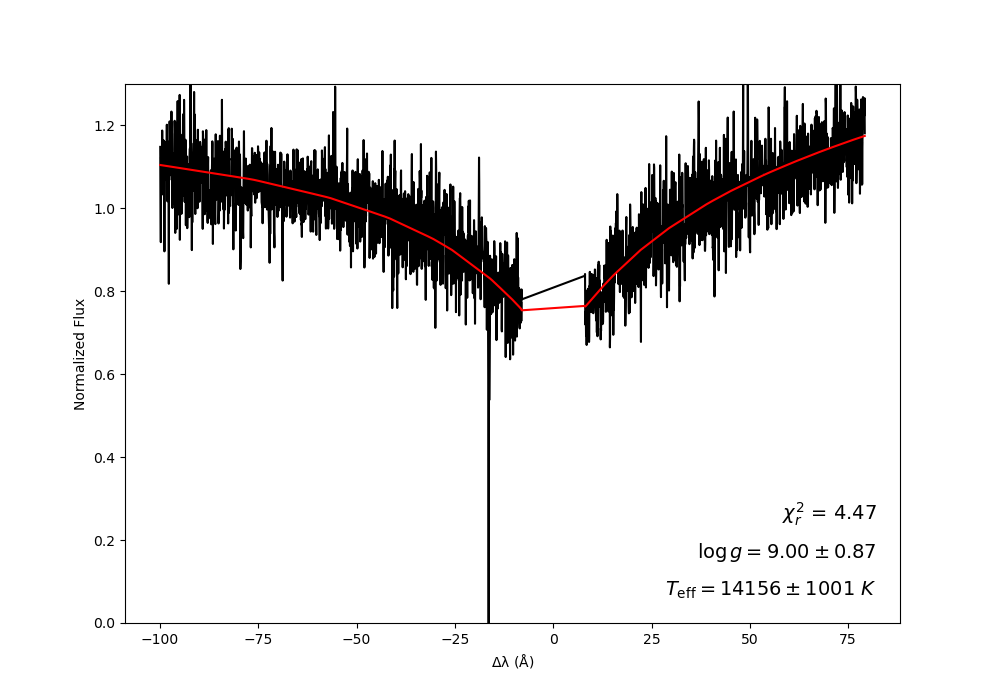 1.2
1.0
0.8
0.6
0.4
0.2
0.0
Normalized Flux
χ²ᵣ = 4.47
log g = 9.00 ± 0.87
T_eff = 14156 ± 1001 K
−100 −75 −50 −25 0 25 50 75
Δλ (Å)